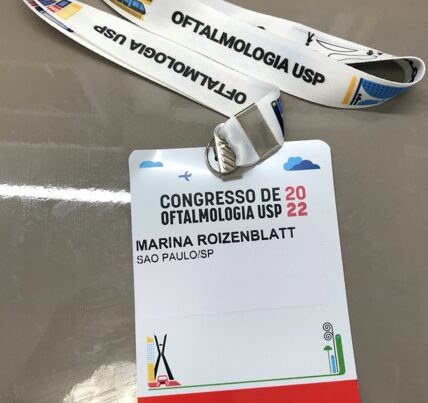 OFTALMOLOGIA USP
OFTALMOLOGIA USP
CONGRESSO DE 20
OFTALMOLOGIA USP 22
MARINA ROIZENBLATT
SAO PAULO/SP